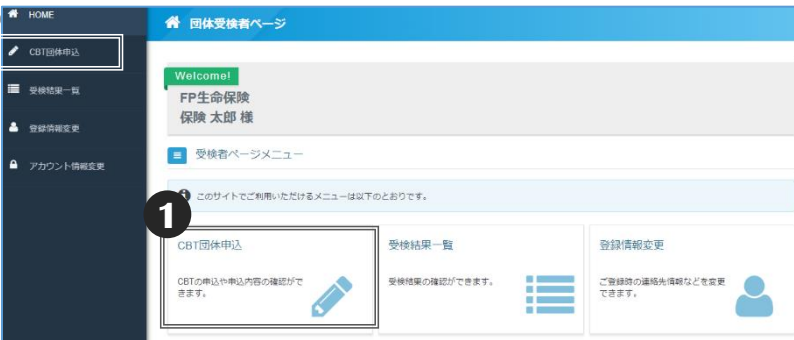 HOME
CBT団体申込
受検結果一覧
登録情報変更
アカウント情報変更
団体受検者ページ
Welcome!
FP生命保険
保険 太郎 様
受検者ページメニュー
このサイトでご利用いただけるメニューは以下のとおりです。
1
CBT団体申込
CBTの申込や申込内容の確認がで
きます。
受検結果一覧
受検結果の確認ができます。
登録情報変更
ご登録時の連絡先情報などを変更
できます。